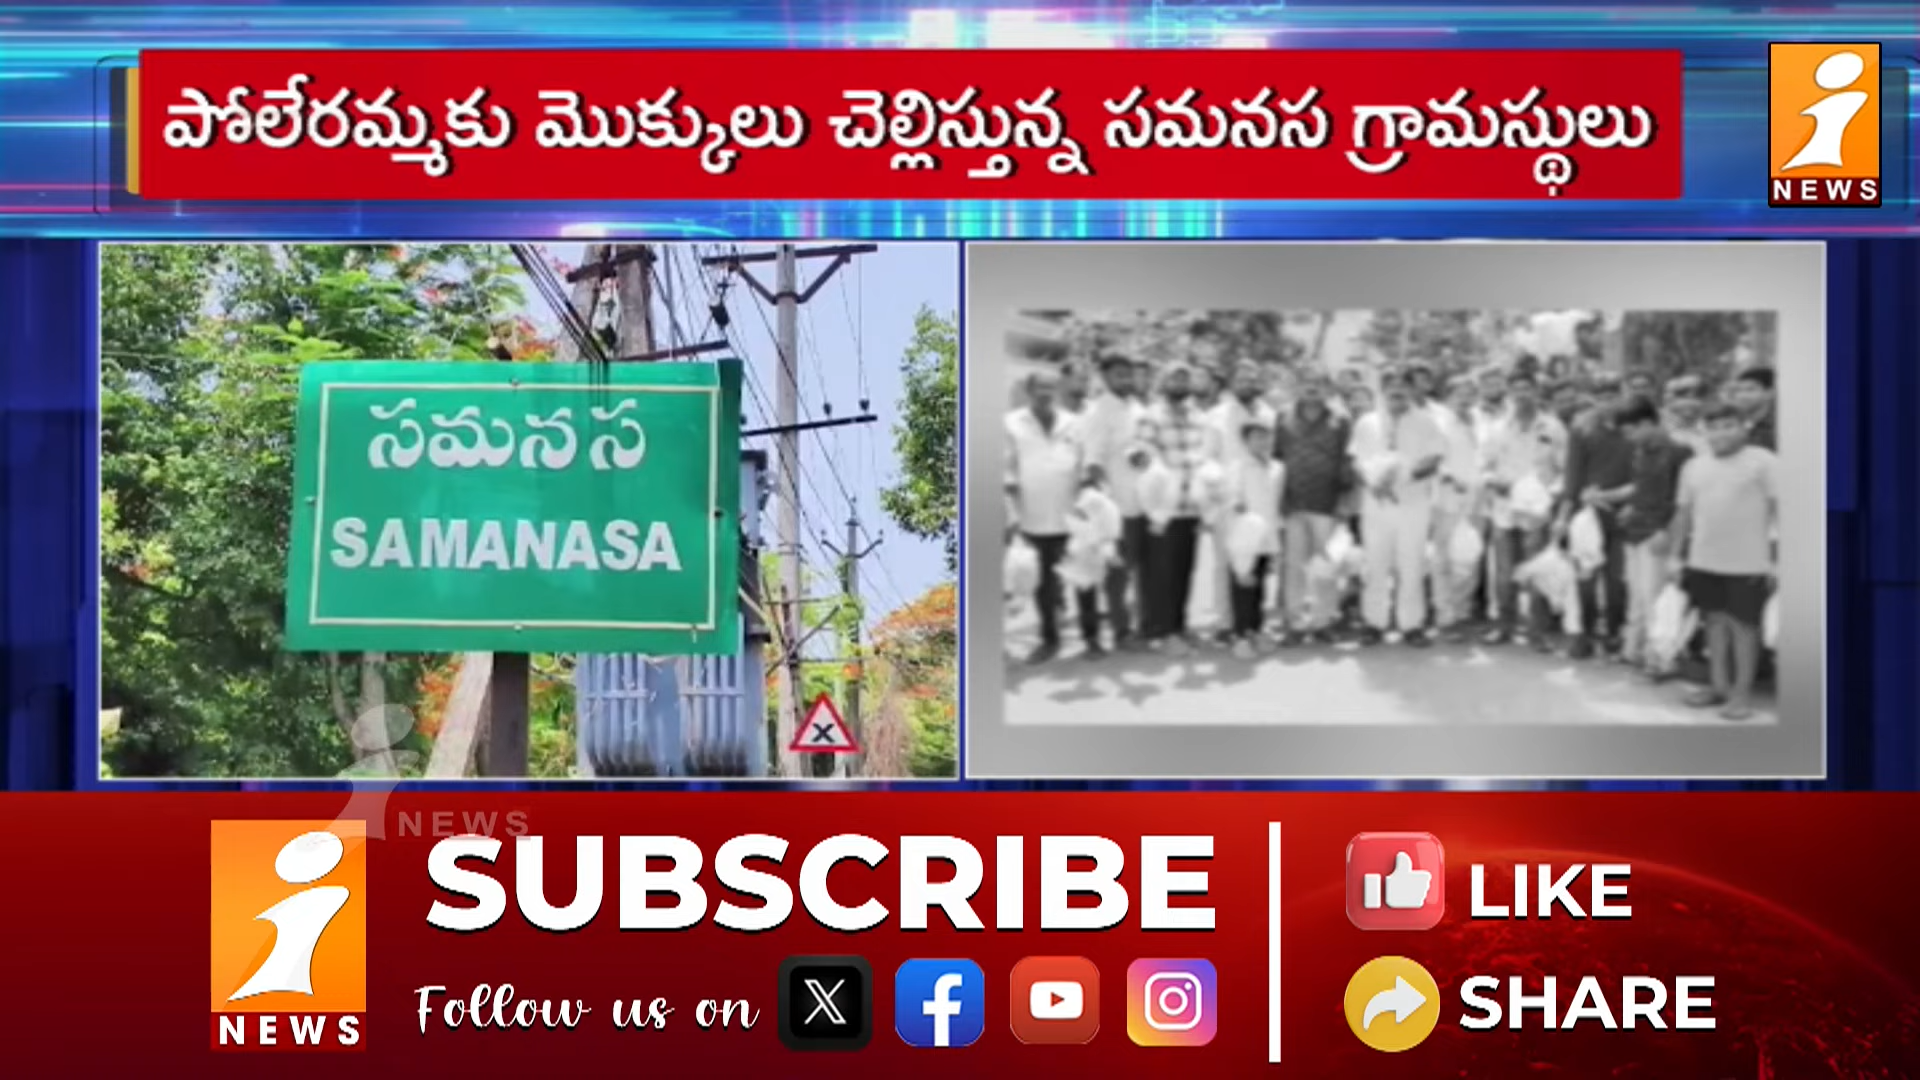 పోలేరమ్మకు మొక్కులు చెల్లిస్తున్న సమనస గ్రామస్థులు
i
NEWS
సమనస
SAMANASA
X
i
NEWS
i
NEWS
SUBSCRIBE
Follow us on
LIKE
SHARE